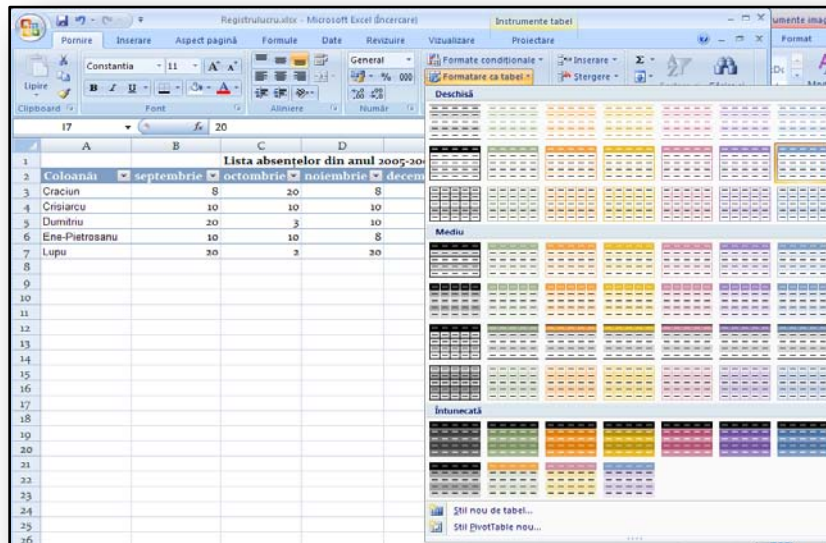 Registrulucru.xlsx - Microsoft Excel (Încercare)
Instrumente tabel
umente imag
Pornire Inserare Aspect pagină Formule Date Revizuire Vizualizare Proiectare Format
Lipire
Constantia 11
General
Formate condiționale
Inserare
Formatare ca tabel
Ștergere
Clipboard Font Aliniere Număr
I7 fx 20
Deschisă
A B C D
1 Lista absențelor din anul 2005-20
2 Coloană1 septembrie octombrie noiembrie decem
3 Craciun 8 20 8
4 Crisiarcu 10 10 10
5 Dumitriu 20 3 10
6 Ene-Pietrosanu 10 10 8
7 Lupu 20 2 20
8
9
10
11
12
13
14
15
16
17
18
19
20
21
22
23
24
25
26
Mediu
Întunecată
Stil nou de tabel...
Stil PivotTable nou...